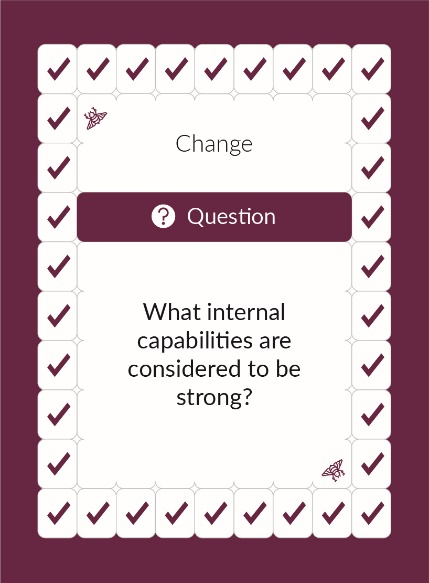 Change
? Question
What internal
capabilities are
considered to be
strong?